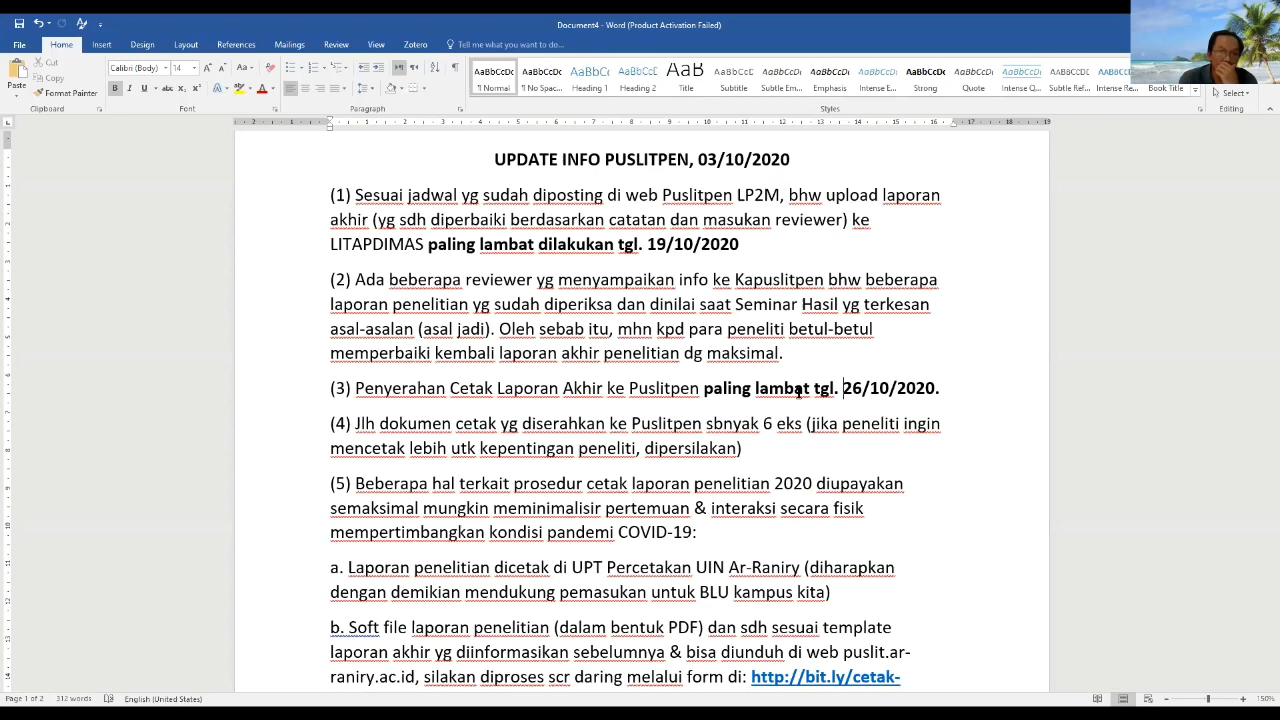 Document4 - Word (Product Activation Failed)
File Home Insert Design Layout References Mailings Review View Zotero Tell me what you want to do...
Cut
Copy
Paste
Format Painter
Clipboard
Calibri (Body) 14
Font
Paragraph
AaBbCcDc AaBbCcDc AaBbC( AaBbCcE AaB AaBbCcD AaBbCcDc AaBbCcDc AaBbCcDc AaBbCcDc AaBbCcDc AaBbCcDc AaBbCcDc AaBbCcDc AABBCCDE
¶ Normal ¶ No Spac... Heading 1 Heading 2 Title Subtitle Subtle Em... Emphasis Intense E... Strong Quote Intense Q... Subtle Ref... Intense Re... Book Title
Styles
Select
Editing
UPDATE INFO PUSLITPEN, 03/10/2020
(1) Sesuai jadwal yg sudah diposting di web Puslitpen LP2M, bhw upload laporan
akhir (yg sdh diperbaiki berdasarkan catatan dan masukan reviewer) ke
LITAPDIMAS paling lambat dilakukan tgl. 19/10/2020
(2) Ada beberapa reviewer yg menyampaikan info ke Kapuslitpen bhw beberapa
laporan penelitian yg sudah diperiksa dan dinilai saat Seminar Hasil yg terkesan
asal-asalan (asal jadi). Oleh sebab itu, mhn kpd para peneliti betul-betul
memperbaiki kembali laporan akhir penelitian dg maksimal.
(3) Penyerahan Cetak Laporan Akhir ke Puslitpen paling lambat tgl. 26/10/2020.
(4) Jlh dokumen cetak yg diserahkan ke Puslitpen sbnyak 6 eks (jika peneliti ingin
mencetak lebih utk kepentingan peneliti, dipersilakan)
(5) Beberapa hal terkait prosedur cetak laporan penelitian 2020 diupayakan
semaksimal mungkin meminimalisir pertemuan & interaksi secara fisik
mempertimbangkan kondisi pandemi COVID-19:
a. Laporan penelitian dicetak di UPT Percetakan UIN Ar-Raniry (diharapkan
dengan demikian mendukung pemasukan untuk BLU kampus kita)
b. Soft file laporan penelitian (dalam bentuk PDF) dan sdh sesuai template
laporan akhir yg diinformasikan sebelumnya & bisa diunduh di web puslit.ar-
raniry.ac.id, silakan diproses scr daring melalui form di: http://bit.ly/cetak-
Page 1 of 2 312 words English (United States) 150%